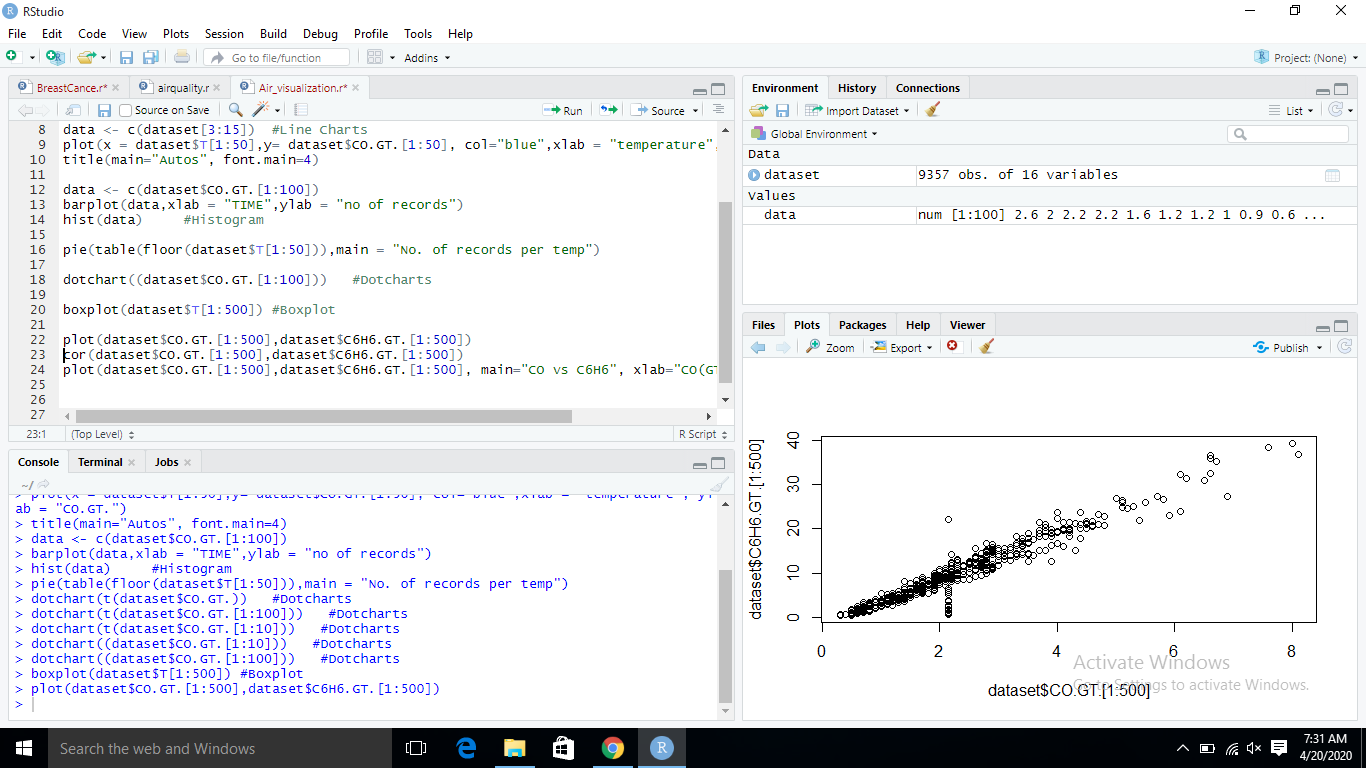 RStudio
File Edit Code View Plots Session Build Debug Profile Tools Help
Go to file/function Addins Project: (None)
BreastCance.r* airquality.r Air_visualization.r*
Source on Save Run Source
8 data <- c(dataset[3:15]) #Line Charts
9 plot(x = dataset$T[1:50],y= dataset$CO.GT.[1:50], col="blue",xlab = "temperature",
10 title(main="Autos", font.main=4)
11
12 data <- c(dataset$CO.GT.[1:100])
13 barplot(data,xlab = "TIME",ylab = "no of records")
14 hist(data) #Histogram
15
16 pie(table(floor(dataset$T[1:50])),main = "No. of records per temp")
17
18 dotchart((dataset$CO.GT.[1:100])) #Dotcharts
19
20 boxplot(dataset$T[1:500]) #Boxplot
21
22 plot(dataset$CO.GT.[1:500],dataset$C6H6.GT.[1:500])
23 cor(dataset$CO.GT.[1:500],dataset$C6H6.GT.[1:500])
24 plot(dataset$CO.GT.[1:500],dataset$C6H6.GT.[1:500], main="CO vs C6H6", xlab="CO(GT
25
26
27
23:1 (Top Level) R Script
Console Terminal Jobs
~/
> plot(x = dataset$T[1:50],y= dataset$CO.GT.[1:50], col="blue",xlab = "temperature", yl
ab = "CO.GT.")
> title(main="Autos", font.main=4)
> data <- c(dataset$CO.GT.[1:100])
> barplot(data,xlab = "TIME",ylab = "no of records")
> hist(data) #Histogram
> pie(table(floor(dataset$T[1:50])),main = "No. of records per temp")
> dotchart(t(dataset$CO.GT.)) #Dotcharts
> dotchart(t(dataset$CO.GT.[1:100])) #Dotcharts
> dotchart(t(dataset$CO.GT.[1:10])) #Dotcharts
> dotchart((dataset$CO.GT.[1:10])) #Dotcharts
> dotchart((dataset$CO.GT.[1:100])) #Dotcharts
> boxplot(dataset$T[1:500]) #Boxplot
> plot(dataset$CO.GT.[1:500],dataset$C6H6.GT.[1:500])
>
Environment History Connections
Import Dataset List
Global Environment
Data
dataset 9357 obs. of 16 variables
Values
data num [1:100] 2.6 2 2.2 2.2 1.6 1.2 1.2 1 0.9 0.6 ...
Files Plots Packages Help Viewer
Zoom Export Publish
dataset$C6H6.GT.[1:500]
40
30
20
10
0
0 2 4 6 8
dataset$CO.GT.[1:500]
Activate Windows
Go to Settings to activate Windows.
Search the web and Windows
7:31 AM
4/20/2020